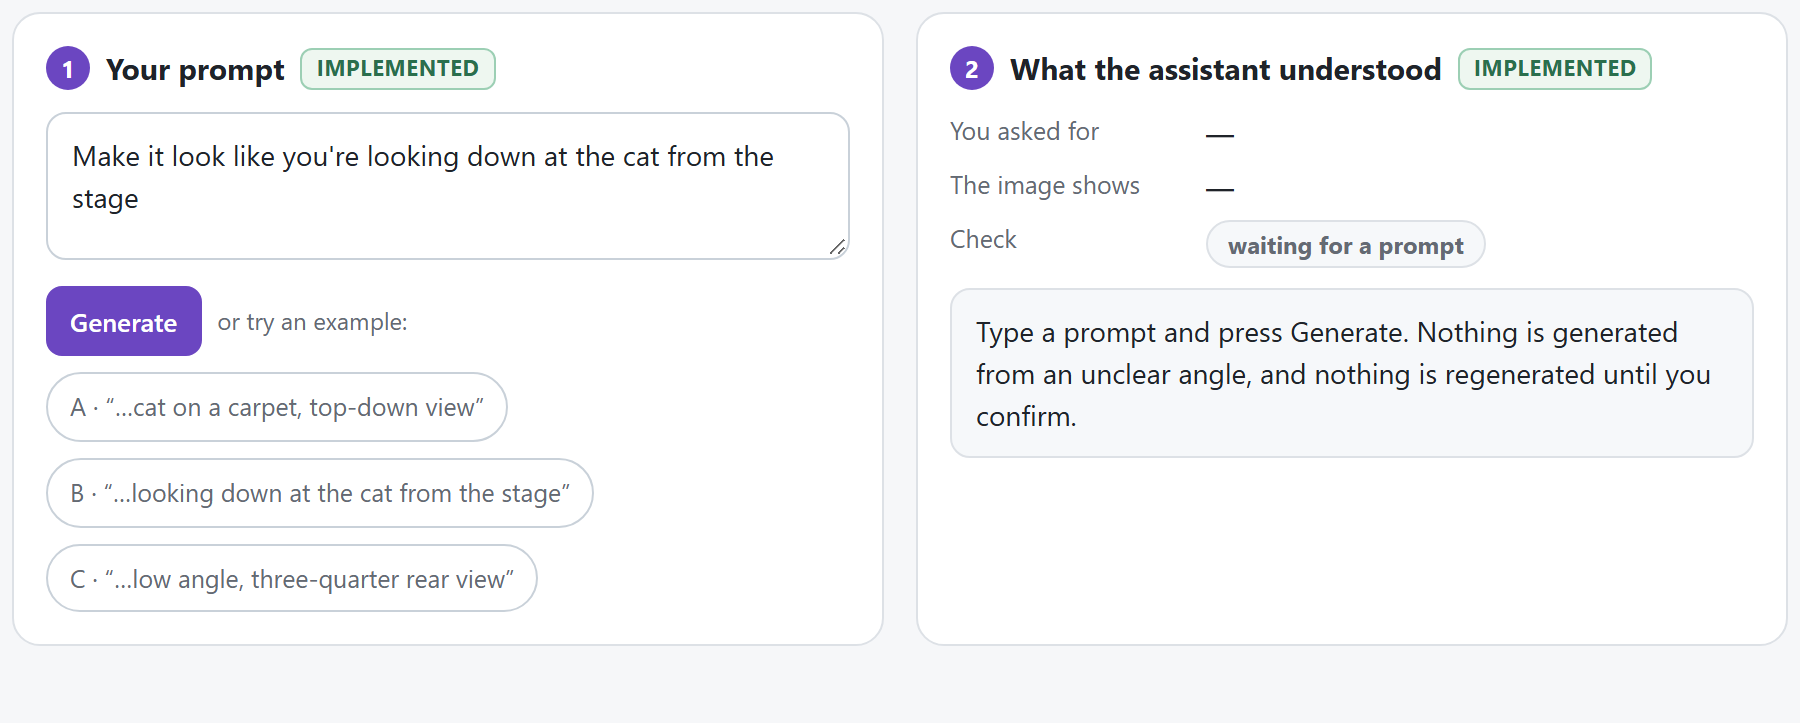 1 Your prompt IMPLEMENTED
Make it look like you're looking down at the cat from the
stage
Generate or try an example:
A · “...cat on a carpet, top-down view”
B · “...looking down at the cat from the stage”
C · “...low angle, three-quarter rear view”
2 What the assistant understood IMPLEMENTED
You asked for —
The image shows —
Check waiting for a prompt
Type a prompt and press Generate. Nothing is generated
from an unclear angle, and nothing is regenerated until you
confirm.